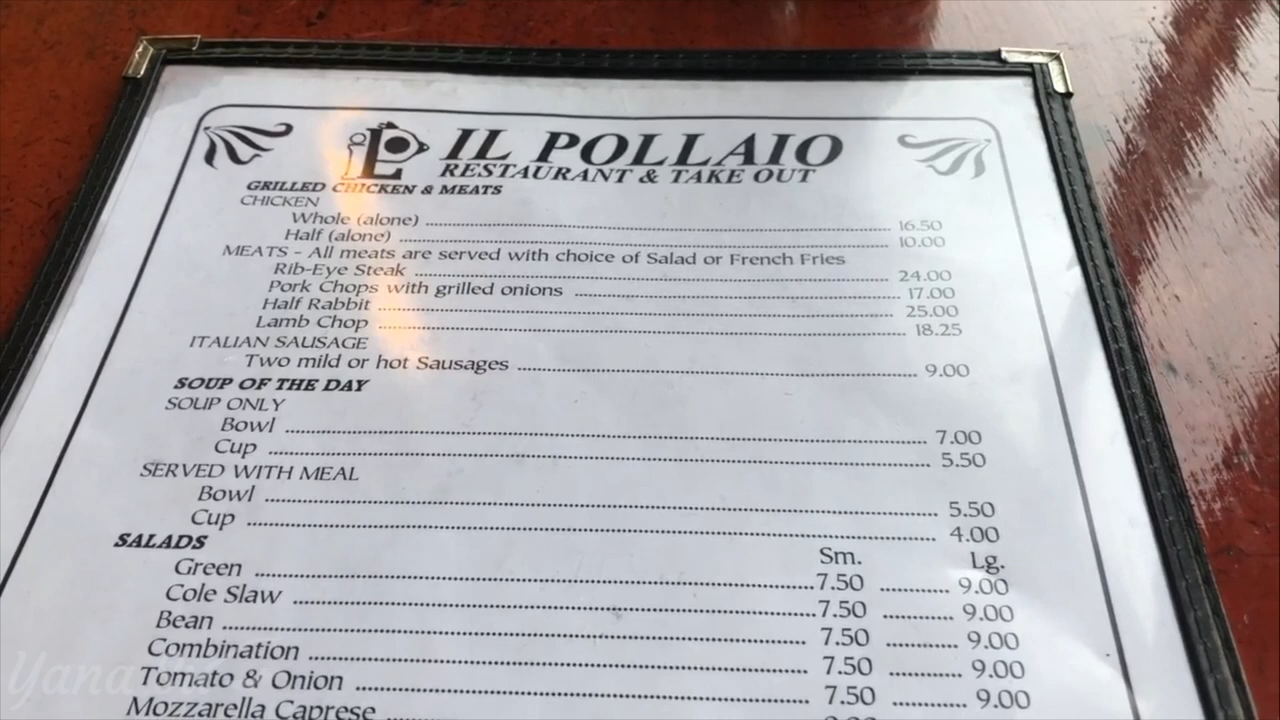 IL POLLAIO
RESTAURANT & TAKE OUT
GRILLED CHICKEN & MEATS
CHICKEN
Whole (alone) 16.50
Half (alone) 10.00
MEATS - All meats are served with choice of Salad or French Fries
Rib-Eye Steak 24.00
Pork Chops with grilled onions 17.00
Half Rabbit 25.00
Lamb Chop 18.25
ITALIAN SAUSAGE
Two mild or hot Sausages 9.00
SOUP OF THE DAY
SOUP ONLY
Bowl 7.00
Cup 5.50
SERVED WITH MEAL
Bowl 5.50
Cup 4.00
SALADS Sm. Lg.
Green 7.50 9.00
Cole Slaw 7.50 9.00
Bean 7.50 9.00
Combination 7.50 9.00
Tomato & Onion 7.50 9.00
Mozzarella Caprese
Yana